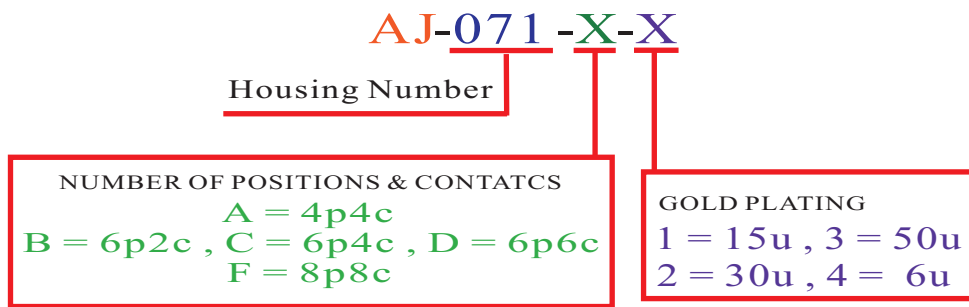 AJ-071-X-X
Housing Number
NUMBER OF POSITIONS & CONTATCS
A = 4p4c
B = 6p2c , C = 6p4c , D = 6p6c
F = 8p8c
GOLD PLATING
1 = 15u , 3 = 50u
2 = 30u , 4 = 6u